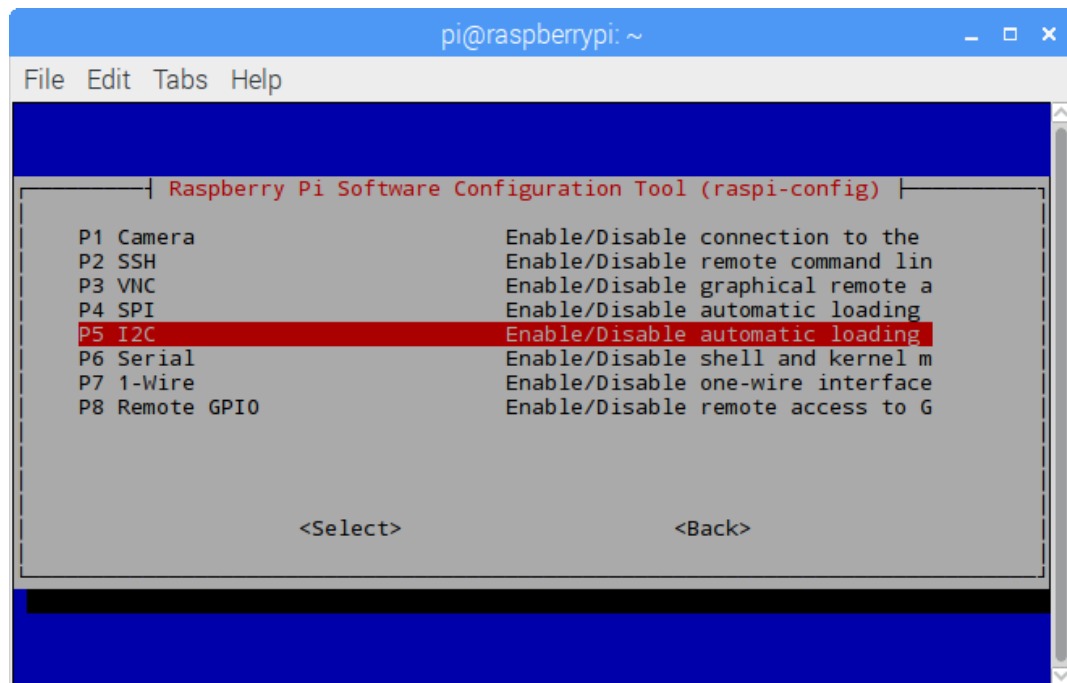 pi@raspberrypi: ~
File Edit Tabs Help
Raspberry Pi Software Configuration Tool (raspi-config)
P1 Camera Enable/Disable connection to the
P2 SSH Enable/Disable remote command lin
P3 VNC Enable/Disable graphical remote a
P4 SPI Enable/Disable automatic loading
P5 I2C Enable/Disable automatic loading
P6 Serial Enable/Disable shell and kernel m
P7 1-Wire Enable/Disable one-wire interface
P8 Remote GPIO Enable/Disable remote access to G
<Select> <Back>